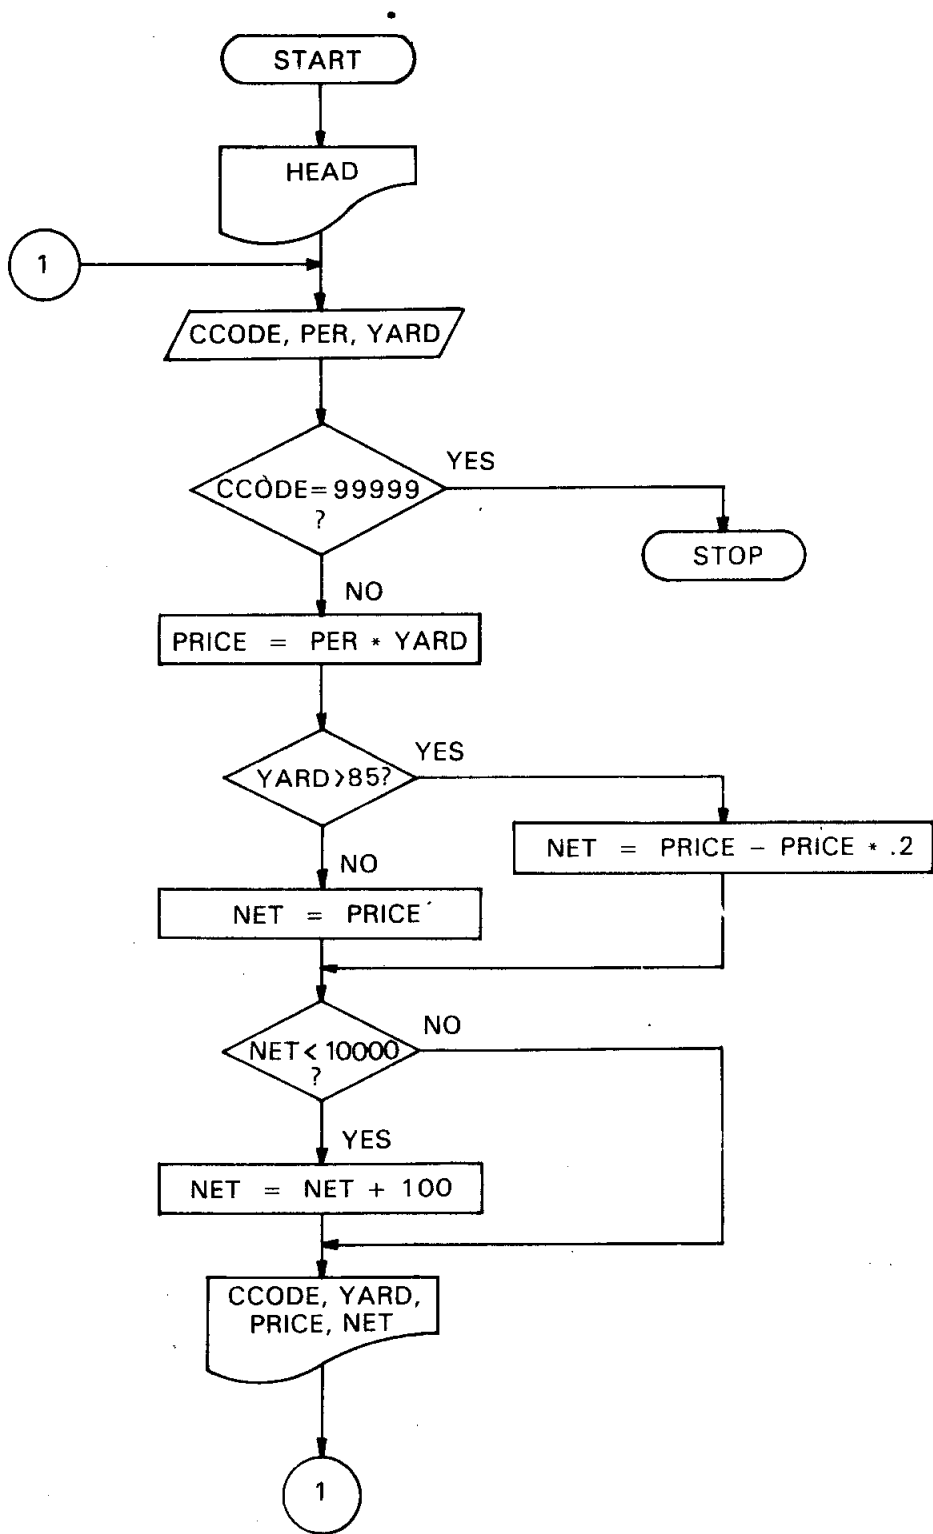 START
HEAD
1
CCODE, PER, YARD
YES
CCODE = 99999
?
STOP
NO
PRICE = PER * YARD
YES
YARD>85?
NET = PRICE - PRICE * .2
NO
NET = PRICE
NO
NET < 10000
?
YES
NET = NET + 100
CCODE, YARD,
PRICE, NET
1